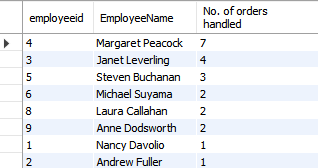 employeeid EmployeeName No. of orders handled
4 Margaret Peacock 7
3 Janet Leverling 4
5 Steven Buchanan 3
6 Michael Suyama 2
8 Laura Callahan 2
9 Anne Dodsworth 2
1 Nancy Davolio 1
2 Andrew Fuller 1